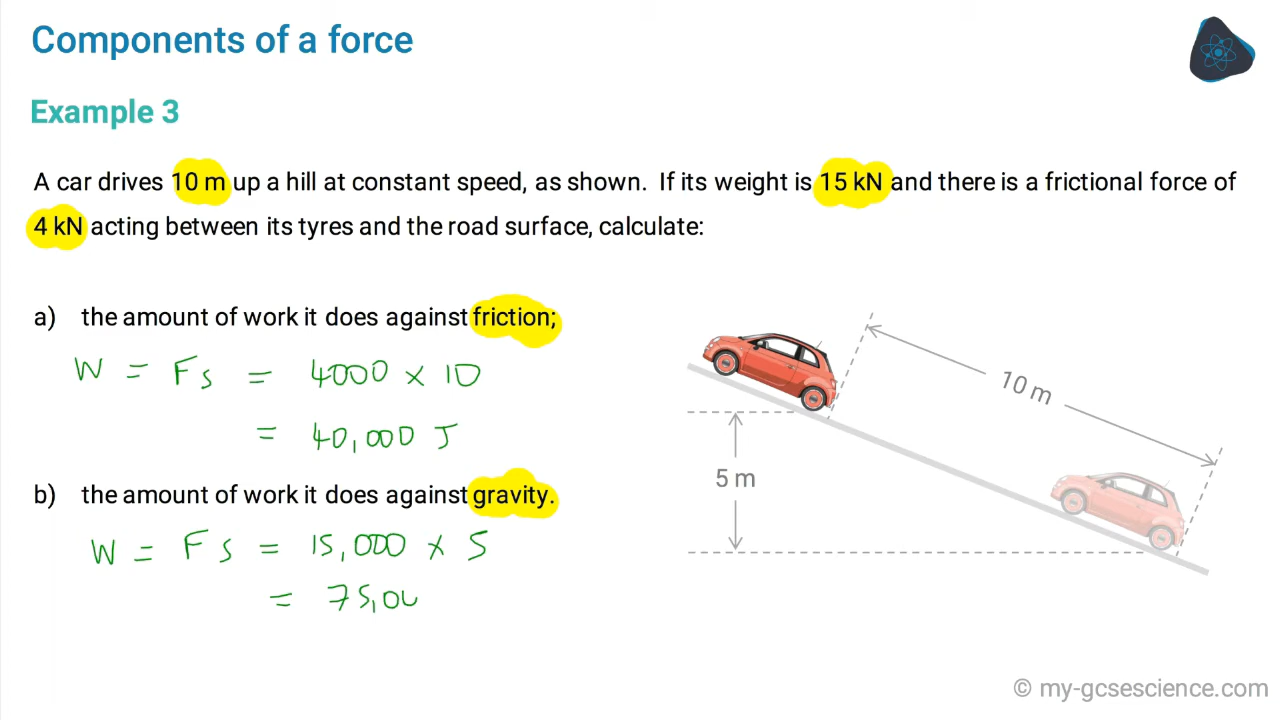 Components of a force
Example 3
A car drives 10 m up a hill at constant speed, as shown. If its weight is 15 kN and there is a frictional force of
4 kN acting between its tyres and the road surface, calculate:
a) the amount of work it does against friction;
W = Fs = 4000 × 10
= 40,000 J
b) the amount of work it does against gravity.
W = Fs = 15,000 × 5
= 75,00
10 m
5 m
© my-gcsescience.com